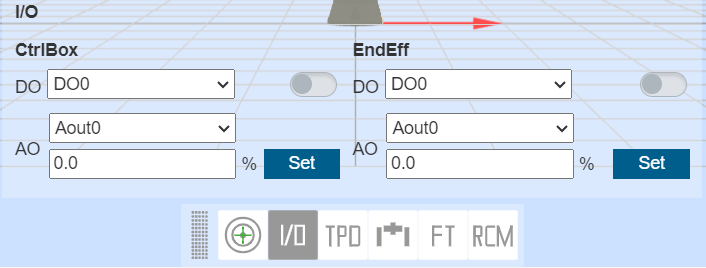 I/O
CtrlBox EndEff
DO DO0 DO DO0
Aout0 Aout0
AO AO
0.0 % Set 0.0 % Set
I/O TPD FT RCM